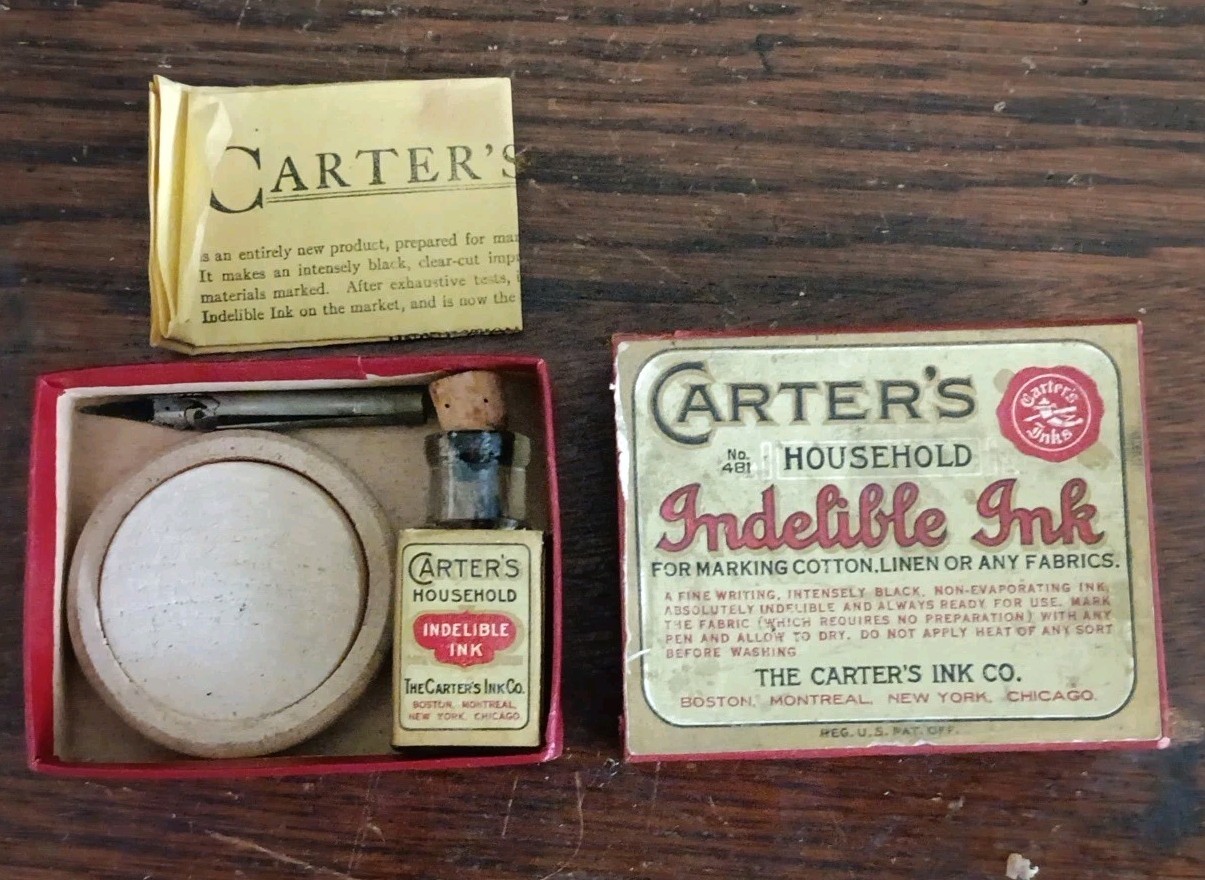 CARTER'S
is an entirely new product, prepared for
It makes an intensely black, clear-cut
materials marked. After exhaustive tests,
Indelible Ink on the market, and is now the
CARTER'S
HOUSEHOLD
INDELIBLE
INK
THE CARTER'S INK CO.
BOSTON, MONTREAL,
NEW YORK, CHICAGO.
CARTER'S
Carter's
Inks
No.
481
HOUSEHOLD
Indelible Ink
FOR MARKING COTTON, LINEN OR ANY FABRICS.
A FINE WRITING, INTENSELY BLACK, NON-EVAPORATING INK,
ABSOLUTELY INDELIBLE AND ALWAYS READY FOR USE. MARK
THE FABRIC (WHICH REQUIRES NO PREPARATION) WITH ANY
PEN AND ALLOW TO DRY. DO NOT APPLY HEAT OF ANY SORT
BEFORE WASHING
THE CARTER'S INK CO.
BOSTON, MONTREAL, NEW YORK, CHICAGO.
REG. U.S. PAT. OFF.